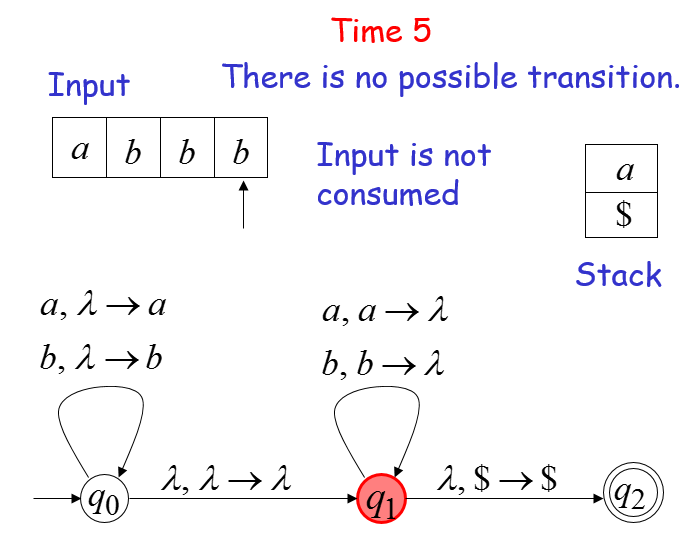 Time 5
Input
There is no possible transition.
a b b b
Input is not
consumed
a
$
Stack
a, λ → a
b, λ → b
a, a → λ
b, b → λ
λ, λ → λ
λ, $ → $
q0
q1
q2